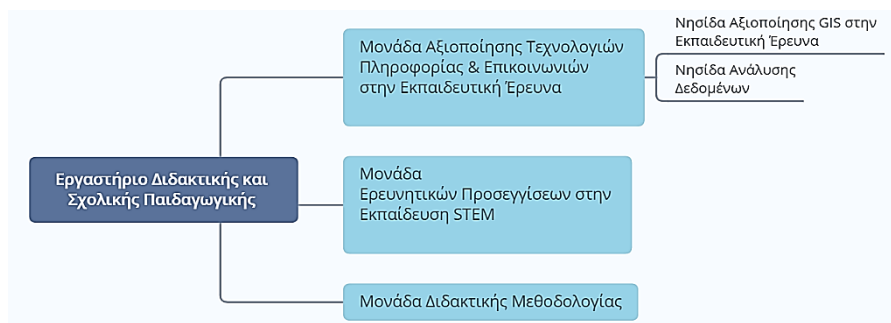 Εργαστήριο Διδακτικής και
Σχολικής Παιδαγωγικής
Μονάδα Αξιοποίησης Τεχνολογιών
Πληροφορίας & Επικοινωνιών
στην Εκπαιδευτική Έρευνα
Νησίδα Αξιοποίησης GIS στην
Εκπαιδευτική Έρευνα
Νησίδα Ανάλυσης
Δεδομένων
Μονάδα
Ερευνητικών Προσεγγίσεων στην
Εκπαίδευση STEM
Μονάδα Διδακτικής Μεθοδολογίας